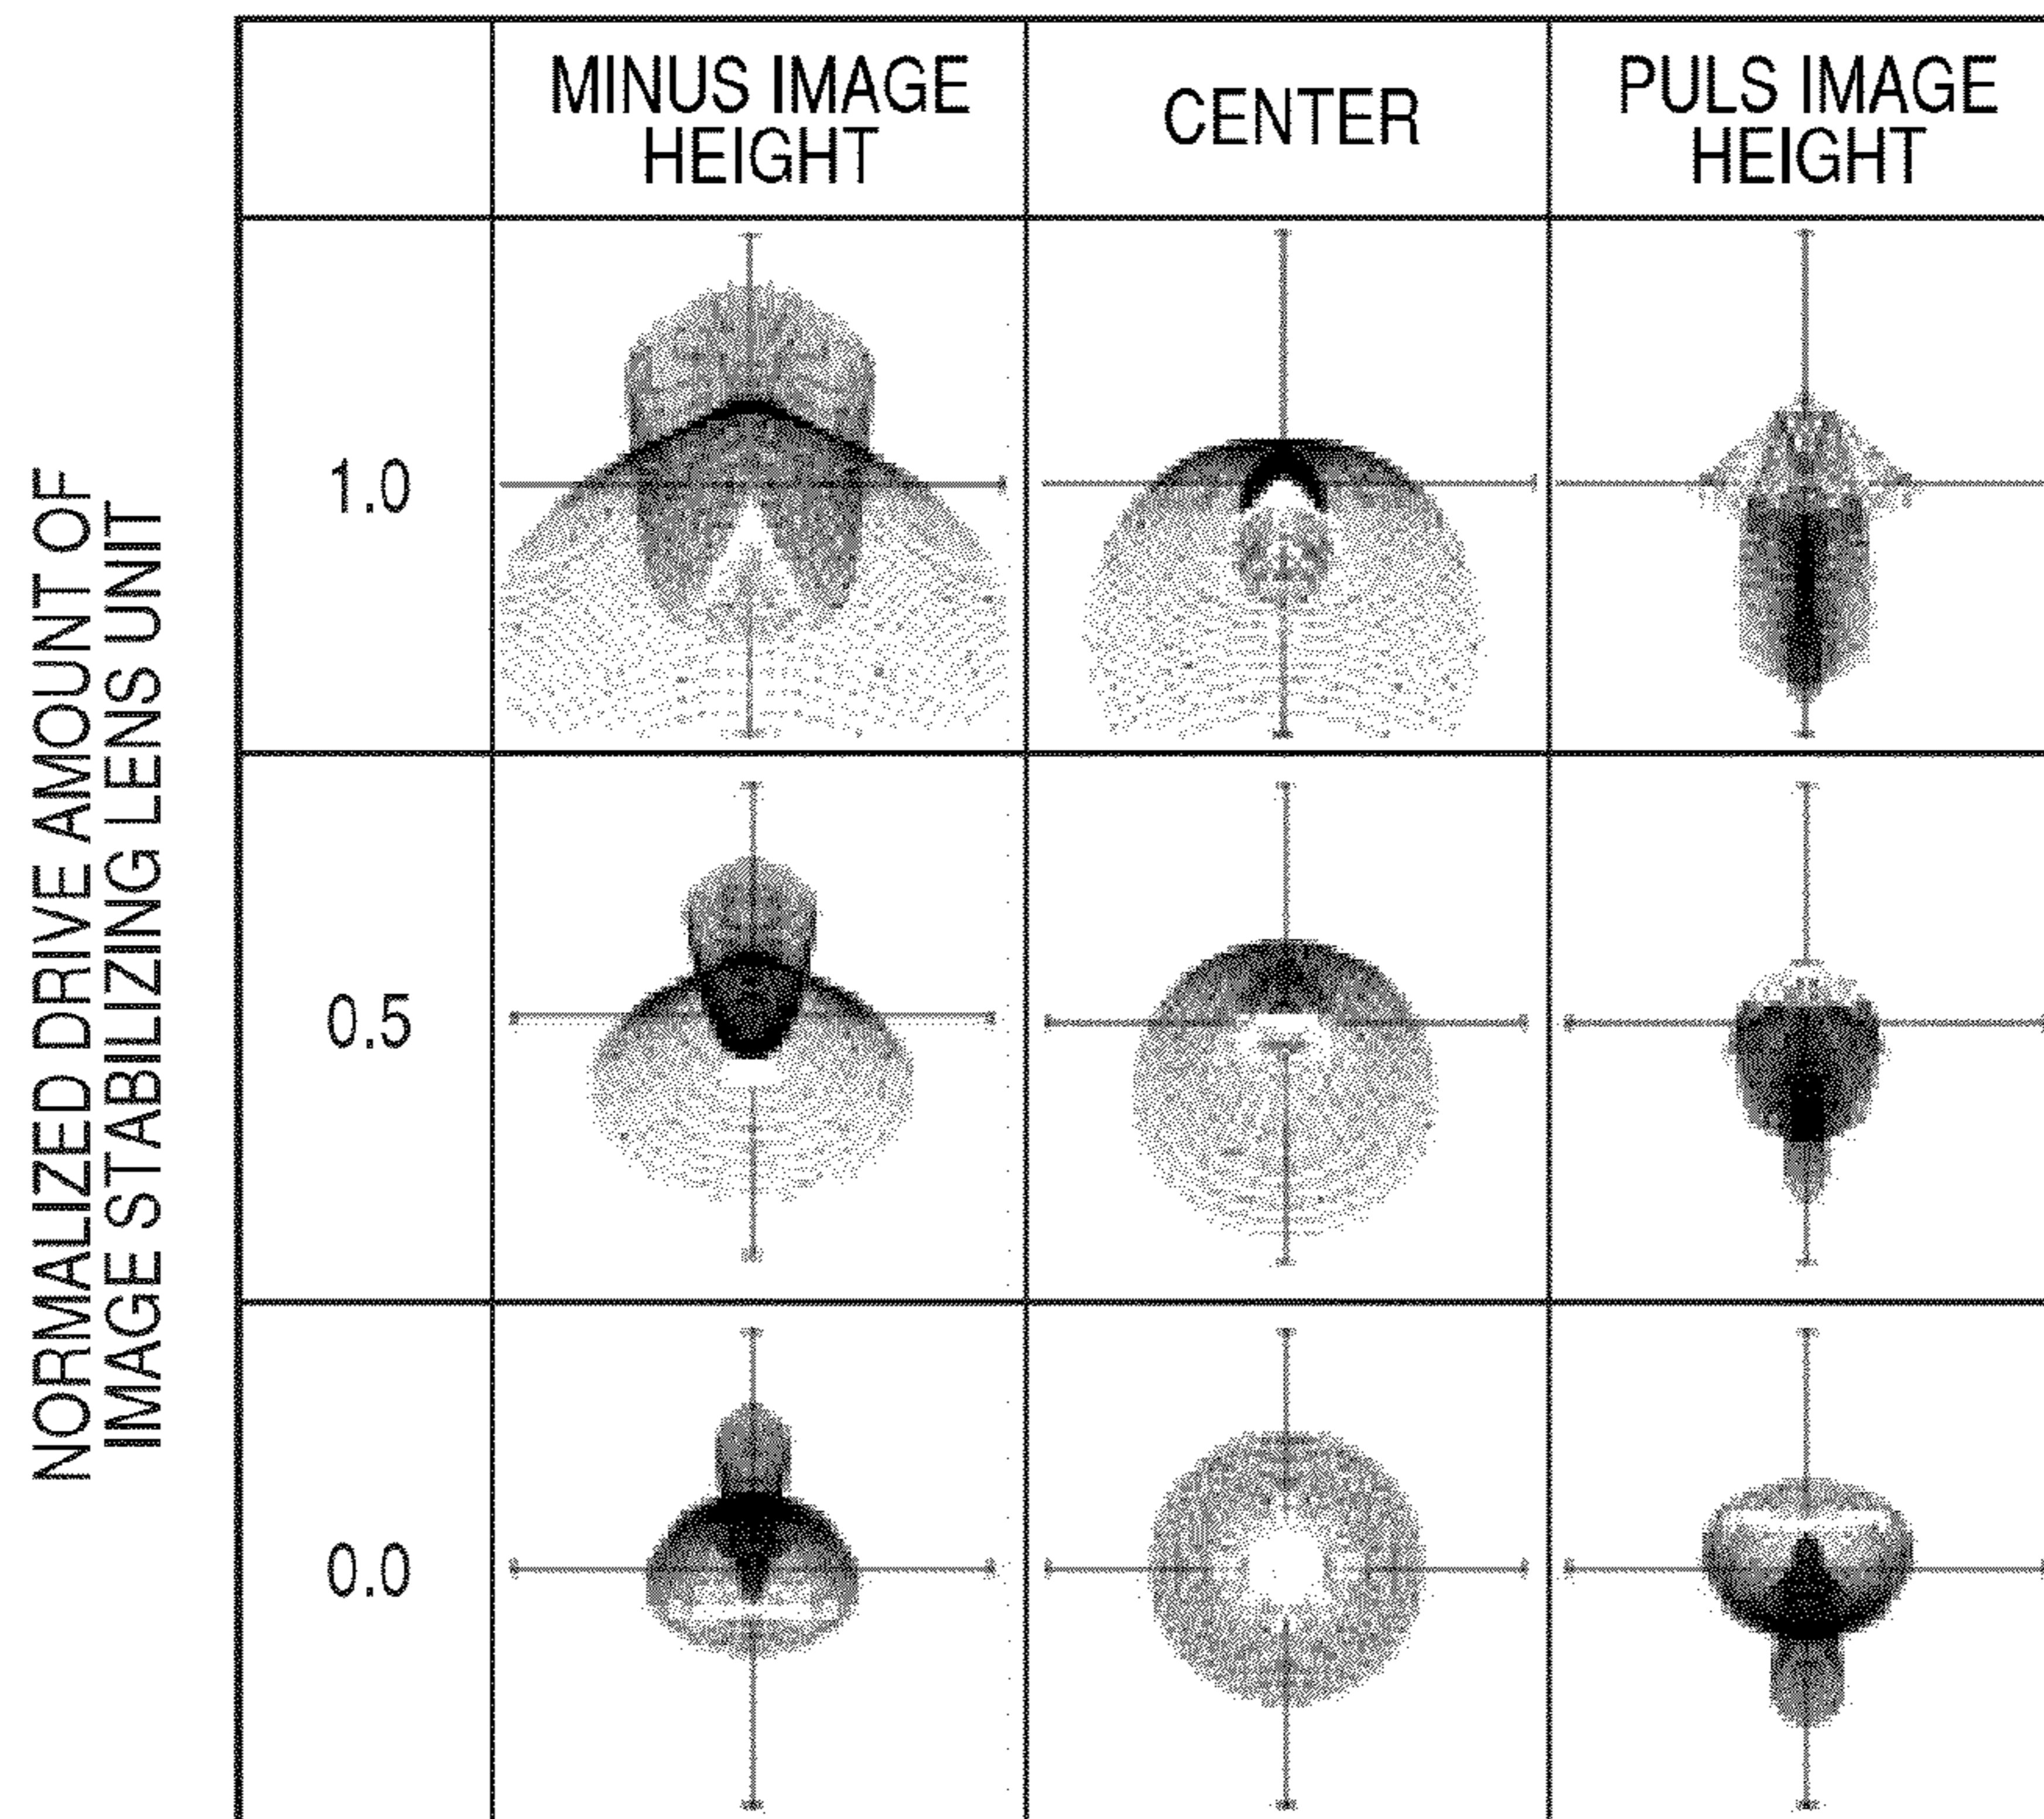 NORMALIZED DRIVE AMOUNT OF
IMAGE STABILIZING LENS UNIT
MINUS IMAGE
HEIGHT
CENTER
PULS IMAGE
HEIGHT
1.0
0.5
0.0